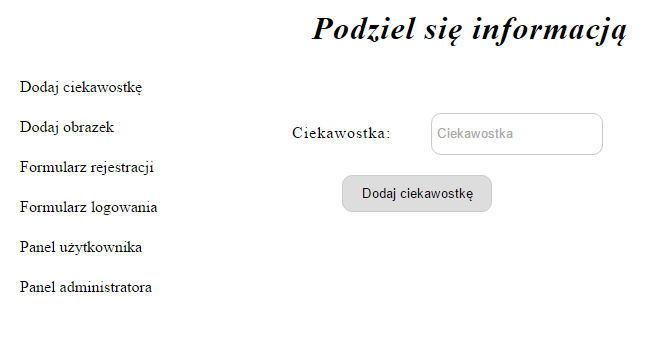 Podziel się informacją
Dodaj ciekawostkę
Dodaj obrazek
Formularz rejestracji
Formularz logowania
Panel użytkownika
Panel administratora
Ciekawostka:
Ciekawostka
Dodaj ciekawostkę